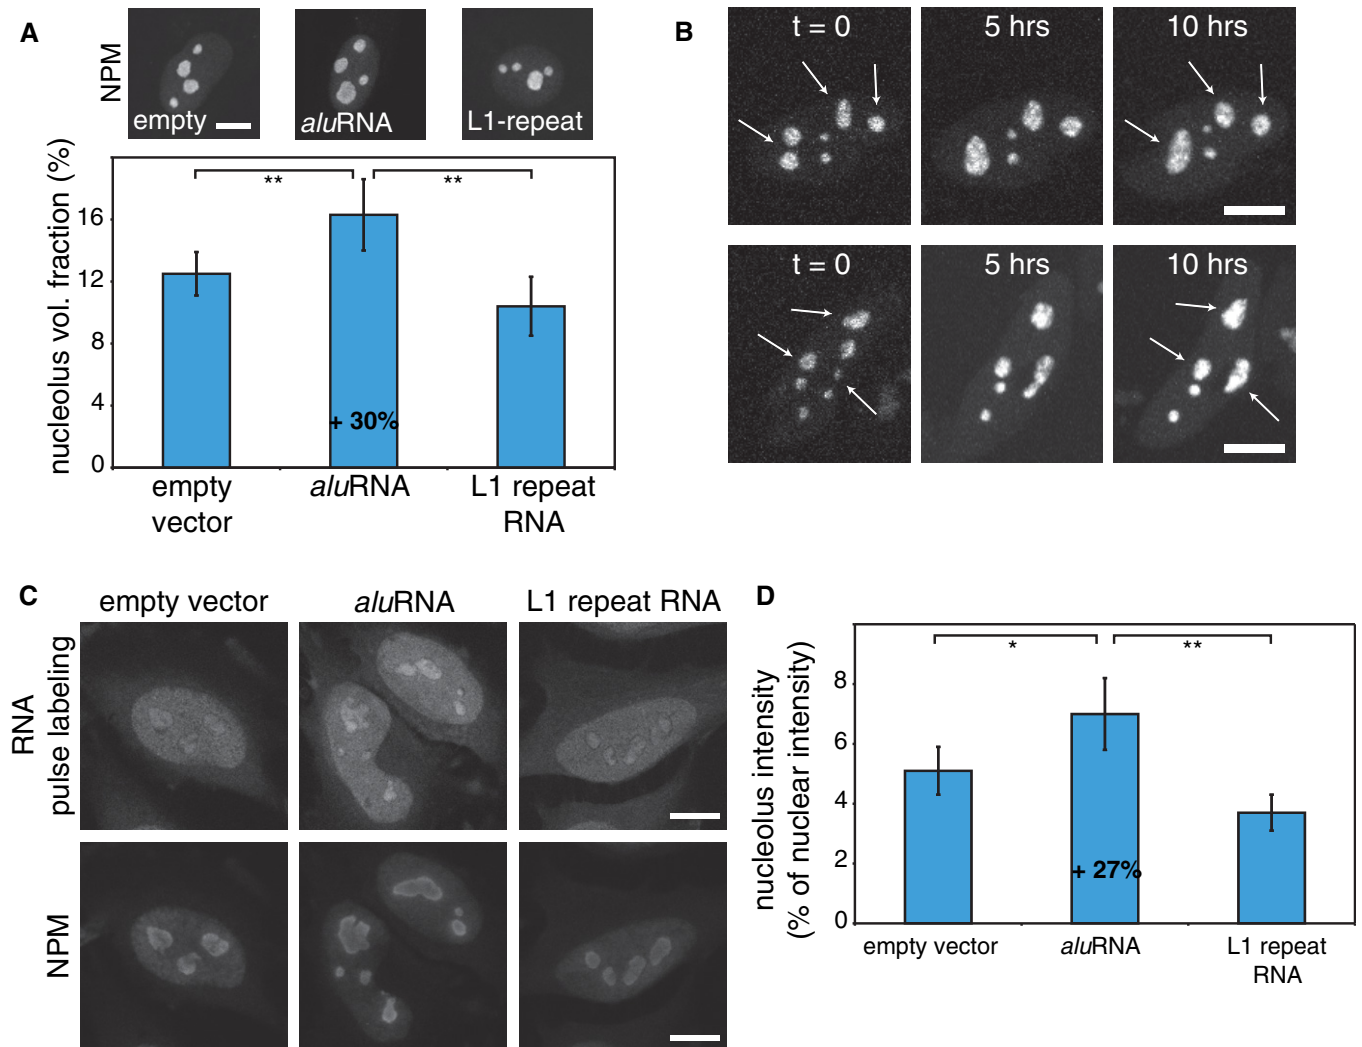 A
NPM
empty
aluRNA
L1-repeat
nucleolus vol. fraction (%)
16
12
8
4
0
**
**
+ 30%
empty
vector
aluRNA
L1 repeat
RNA
B
t = 0
5 hrs
10 hrs
t = 0
5 hrs
10 hrs
C
empty vector
aluRNA
L1 repeat RNA
RNA
pulse labeling
NPM
D
nucleolus intensity
(% of nuclear intensity)
8
6
4
2
0
*
**
+ 27%
empty vector
aluRNA
L1 repeat
RNA